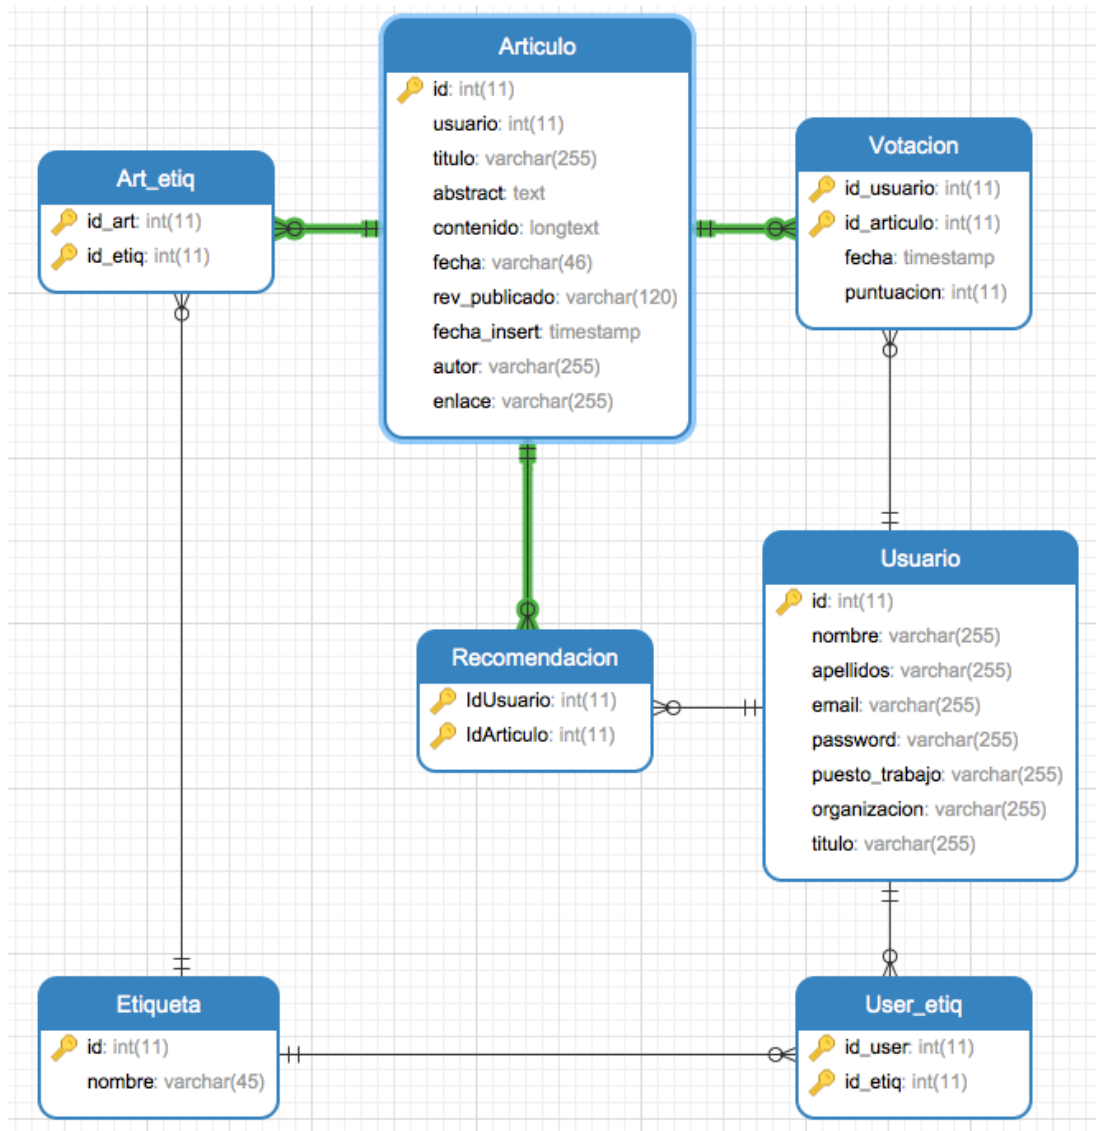 Articulo
id: int(11)
usuario: int(11)
titulo: varchar(255)
abstract: text
contenido: longtext
fecha: varchar(46)
rev_publicado: varchar(120)
fecha_insert: timestamp
autor: varchar(255)
enlace: varchar(255)
Art_etiq
id_art: int(11)
id_etiq: int(11)
Votacion
id_usuario: int(11)
id_articulo: int(11)
fecha: timestamp
puntuacion: int(11)
Recomendacion
IdUsuario: int(11)
IdArticulo: int(11)
Usuario
id: int(11)
nombre: varchar(255)
apellidos: varchar(255)
email: varchar(255)
password: varchar(255)
puesto_trabajo: varchar(255)
organizacion: varchar(255)
titulo: varchar(255)
Etiqueta
id: int(11)
nombre: varchar(45)
User_etiq
id_user: int(11)
id_etiq: int(11)